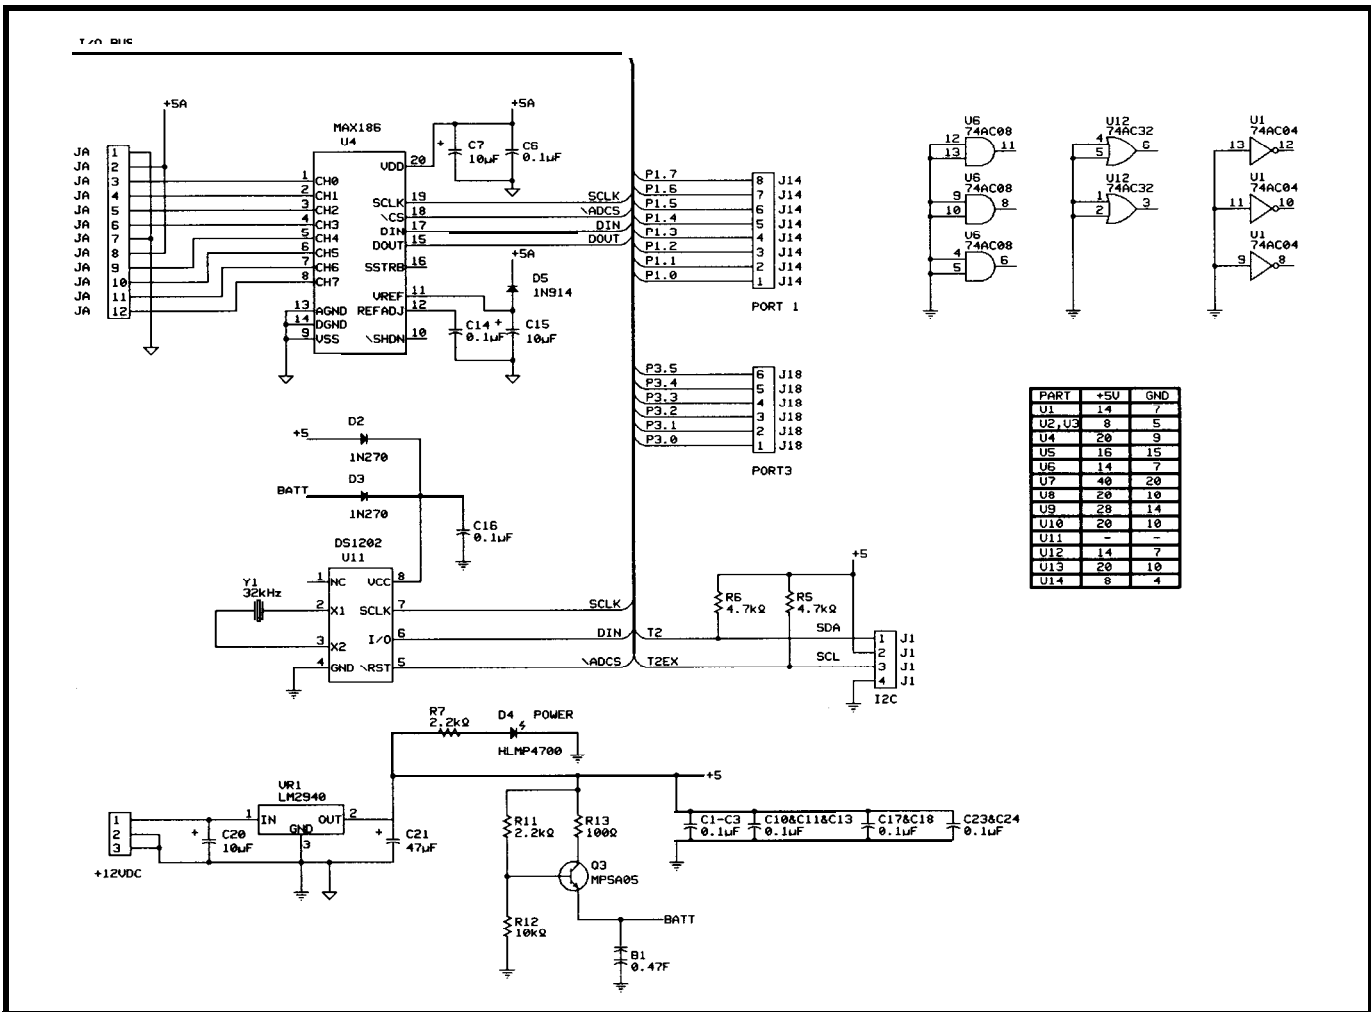 I/O BUS
+5A
MAX186
U4
JA 1
JA 2
JA 3
JA 4
JA 5
JA 6
JA 7
JA 8
JA 9
JA 10
JA 11
JA 12
1 CH0
2 CH1
3 CH2
4 CH3
5 CH4
6 CH5
7 CH6
8 CH7
13 AGND
14 DGND
9 VSS
VDD 20
SCLK 19 SCLK
\CS 18 \ADCS
DIN 17 DIN
DOUT 15 DOUT
SSTRB 16
VREF 11
REFADJ 12
\SHDN 10
+5A
+ C7
10µF
C6
0.1µF
+5A
D5
1N914
C14
0.1µF
+ C15
10µF
P1.7 8 J14
P1.6 7 J14
P1.5 6 J14
P1.4 5 J14
P1.3 4 J14
P1.2 3 J14
P1.1 2 J14
P1.0 1 J14
PORT 1
P3.5 6 J18
P3.4 5 J18
P3.3 4 J18
P3.2 3 J18
P3.1 2 J18
P3.0 1 J18
PORT3
U6
74AC08
12
13
11
U6
74AC08
9
10
8
U6
74AC08
4
5
6
U12
74AC32
4
5
6
U12
74AC32
1
2
3
U1
74AC04
13 12
U1
74AC04
11 10
U1
74AC04
9 8
PART +5V GND
U1 14 7
U2,U3 8 5
U4 20 9
U5 16 15
U6 14 7
U7 40 20
U8 20 10
U9 28 14
U10 20 10
U11 - -
U12 14 7
U13 20 10
U14 8 4
D2
+5
1N270
D3
BATT
1N270
C16
0.1µF
DS1202
U11
Y1
32kHz
1 NC
2 X1
3 X2
4 GND
VCC 8
SCLK 7 SCLK
I/O 6 DIN
\RST 5 \ADCS
T2
T2EX
+5
R6
4.7kΩ
R5
4.7kΩ
SDA
SCL
1 J1
2 J1
3 J1
4 J1
I2C
R7
2.2kΩ
D4 POWER
HLMP4700
+5
VR1
LM2940
1 IN OUT 2
GND
3
1
2
3
+12VDC
+ C20
10µF
+ C21
47µF
R11
2.2kΩ
R13
100Ω
Q3
MPSA05
R12
10kΩ
BATT
B1
0.47F
C1-C3
0.1µF
C10&C11&C13
0.1µF
C17&C18
0.1µF
C23&C24
0.1µF